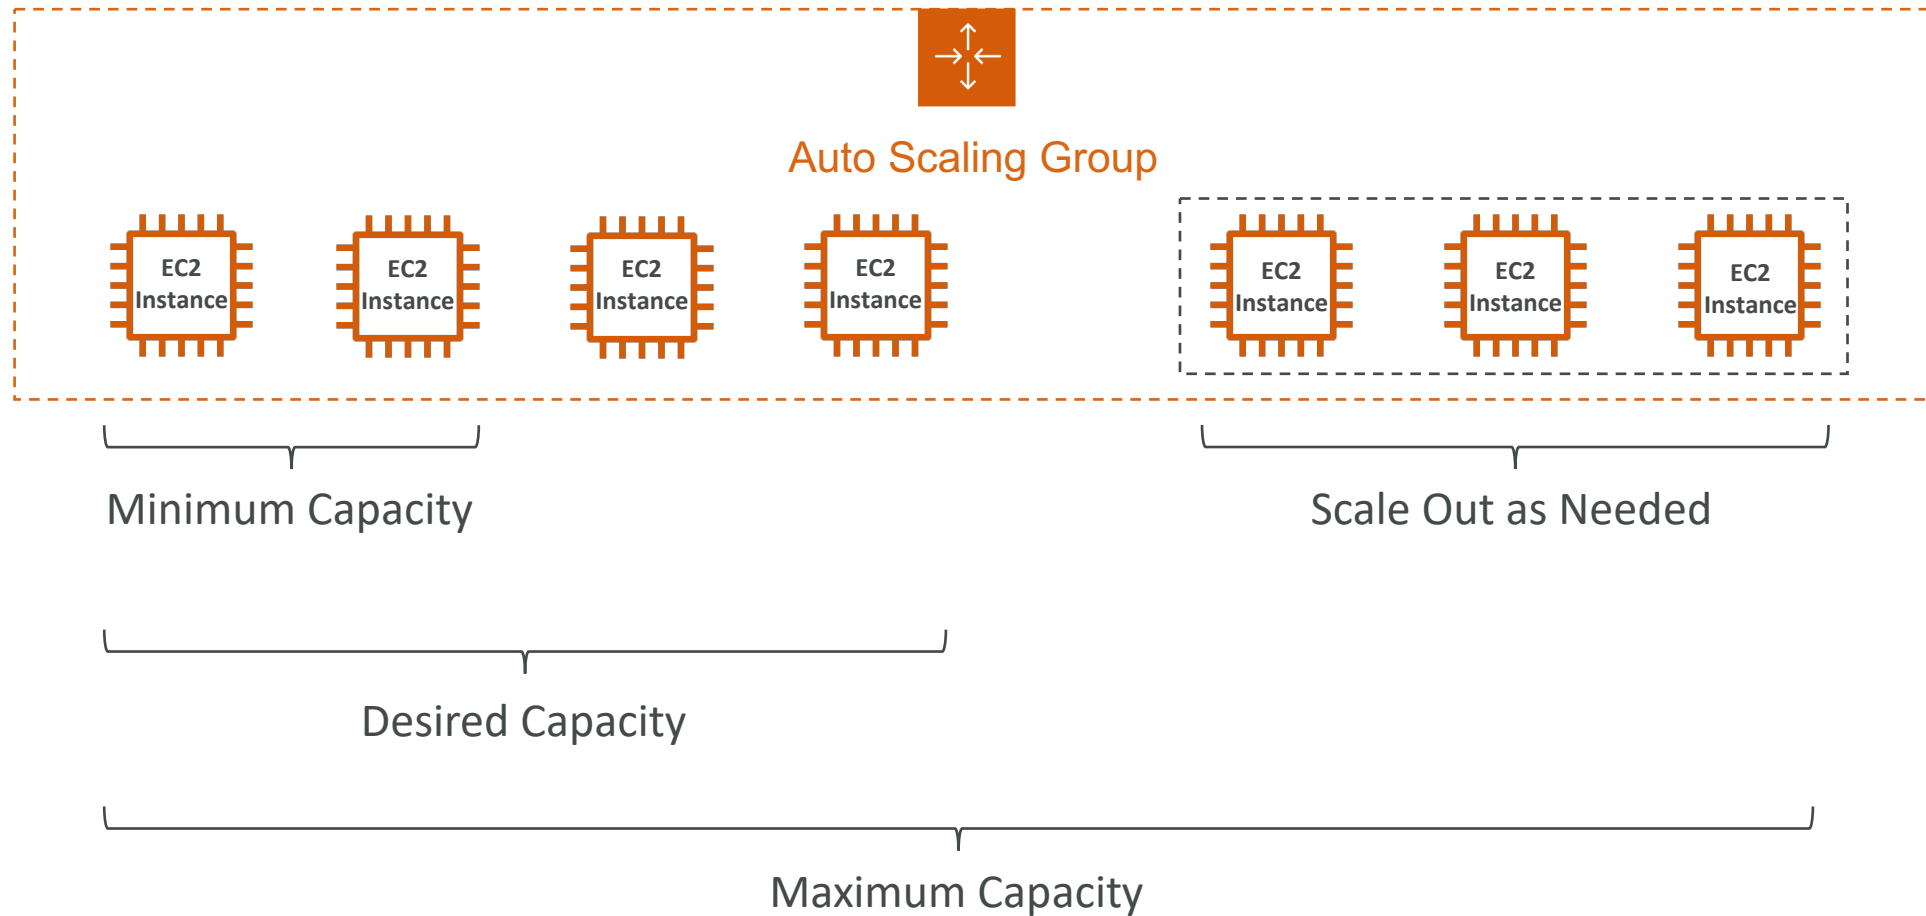 Auto Scaling Group
EC2
Instance
EC2
Instance
EC2
Instance
EC2
Instance
EC2
Instance
EC2
Instance
EC2
Instance
Minimum Capacity
Scale Out as Needed
Desired Capacity
Maximum Capacity